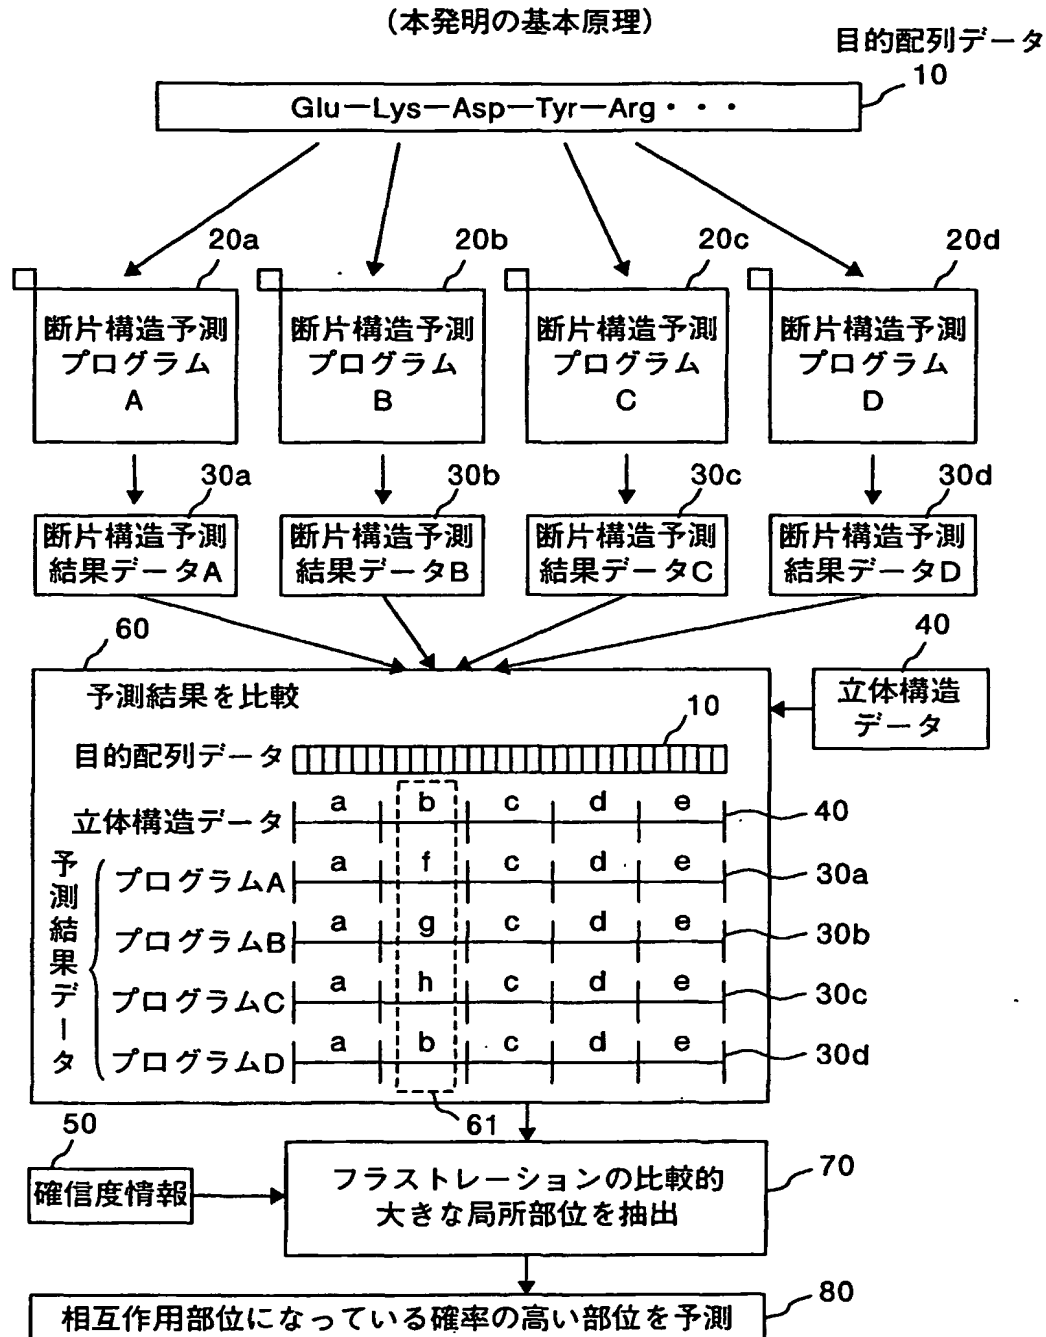 (本発明の基本原理)
目的配列データ
10
Glu—Lys—Asp—Tyr—Arg・・・
20a
20b
20c
20d
断片構造予測
プログラム
A
断片構造予測
プログラム
B
断片構造予測
プログラム
C
断片構造予測
プログラム
D
30a
30b
30c
30d
断片構造予測
結果データA
断片構造予測
結果データB
断片構造予測
結果データC
断片構造予測
結果データD
60
40
予測結果を比較
立体構造
データ
10
目的配列データ
立体構造データ a b c d e 40
予測結果データ
プログラムA a f c d e 30a
プログラムB a g c d e 30b
プログラムC a h c d e 30c
プログラムD a b c d e 30d
61
50
確信度情報
フラストレーションの比較的
大きな局所部位を抽出
70
相互作用部位になっている確率の高い部位を予測
80